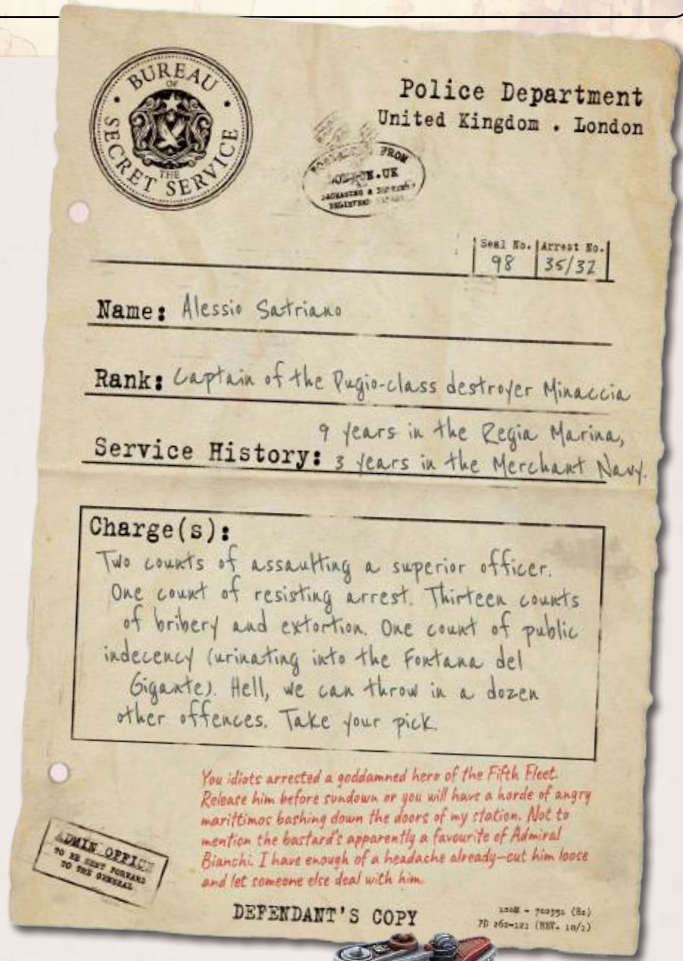 BUREAU
OF
THE
SECRET SERVICE
Police Department
United Kingdom . London
FROM
Seal No. Arrest No.
98 35/32
Name: Alessio Satriano
Rank: Captain of the Pugio-class destroyer Minaccia
9 years in the Regia Marina,
Service History: 3 years in the Merchant Navy.
Charge(s):
Two counts of assaulting a superior officer.
One count of resisting arrest. Thirteen counts
of bribery and extortion. One count of public
indecency (urinating into the Fontana del
Gigante). Hell, we can throw in a dozen
other offences. Take your pick.
You idiots arrested a goddamned hero of the Fifth Fleet.
Release him before sundown or you will have a horde of angry
marittimos bashing down the doors of my station. Not to
mention the bastard's apparently a favourite of Admiral
Bianchi. I have enough of a headache already—cut him loose
and let someone else deal with him.
ADMIN OFFICE
TO BE SENT FORWARD
TO THE GENERAL
DEFENDANT'S COPY